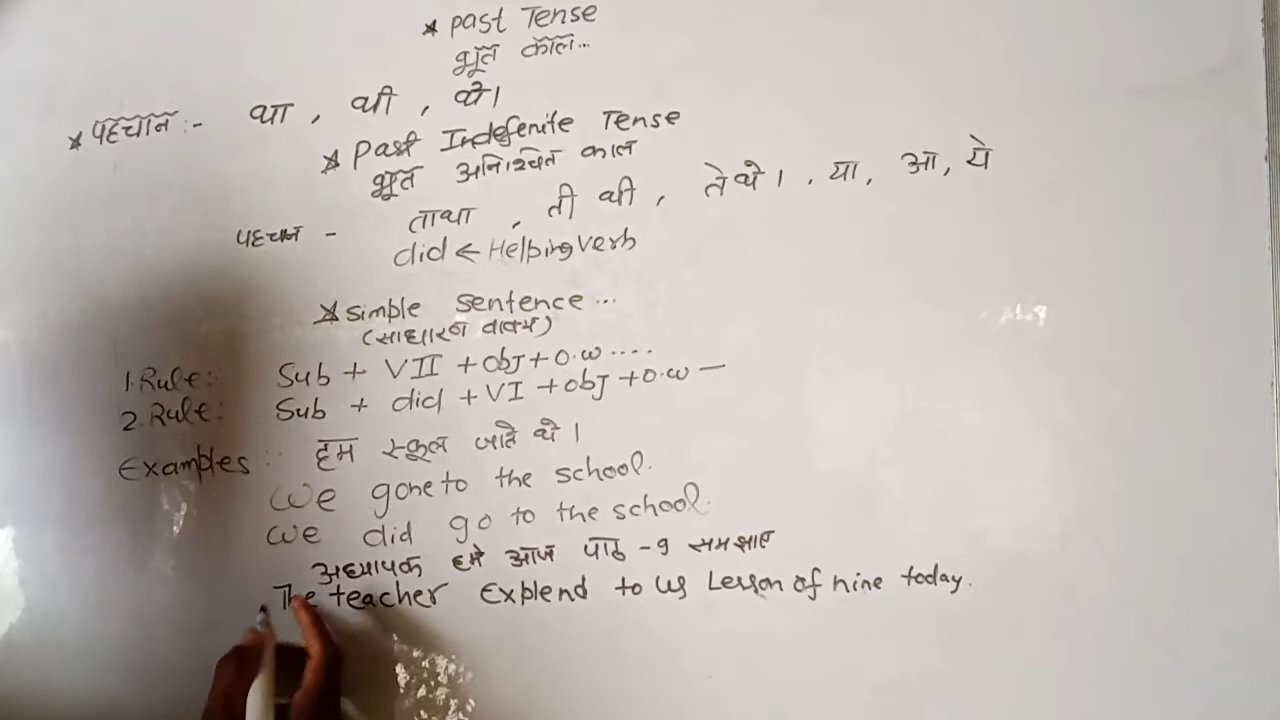 * Past Tense
भूत काल...
* पहचान :- था , थी , थे।
* Past Indefenite Tense
भूत अनिश्चित काल
पहचान - ताथा , ती थी , ते थे। , या, आ, ये
did ← Helping verb
* Simple Sentence ...
(साधारण वाक्य)
1. Rule: Sub + VII + obj + o.w ....
2. Rule: Sub + did + VI + obj + o.w —
Examples :- हम स्कूल जाते थे।
We gone to the school.
We did go to the school.
अध्यापक हमे आज पाठ - 9 समझाए
The teacher Explend to us Lesson of nine today.